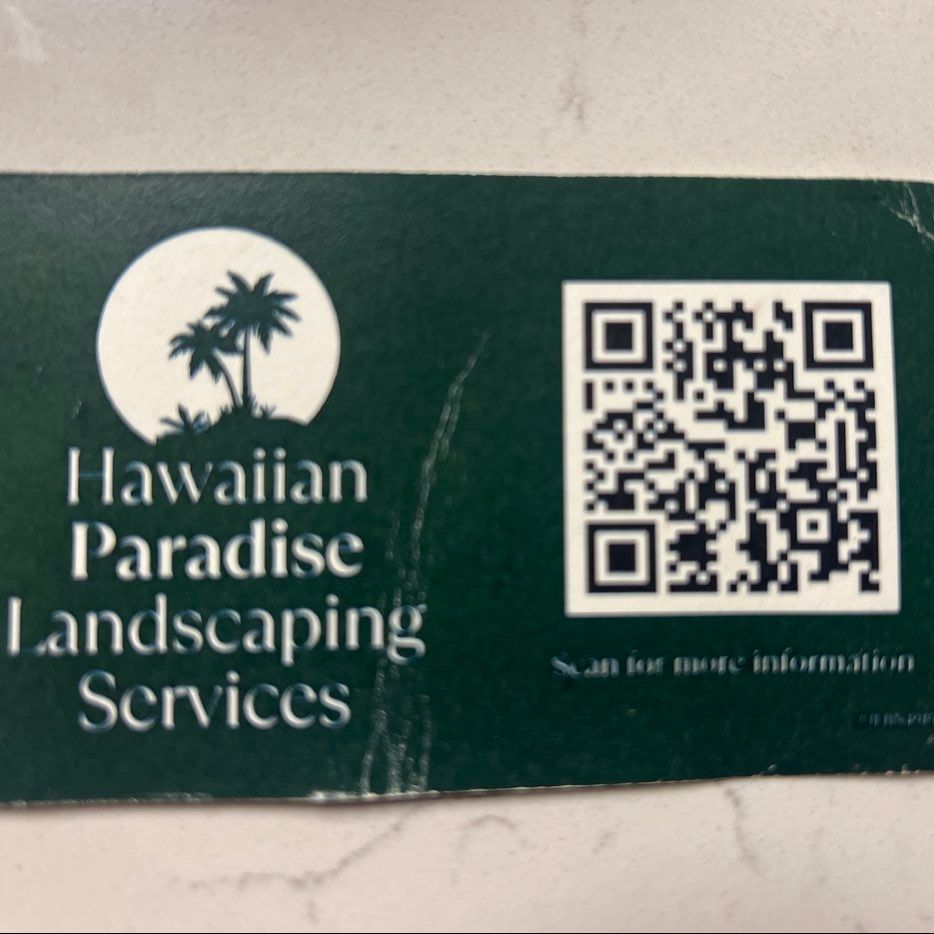 Hawaiian
Paradise
Landscaping
Services
Scan for more information